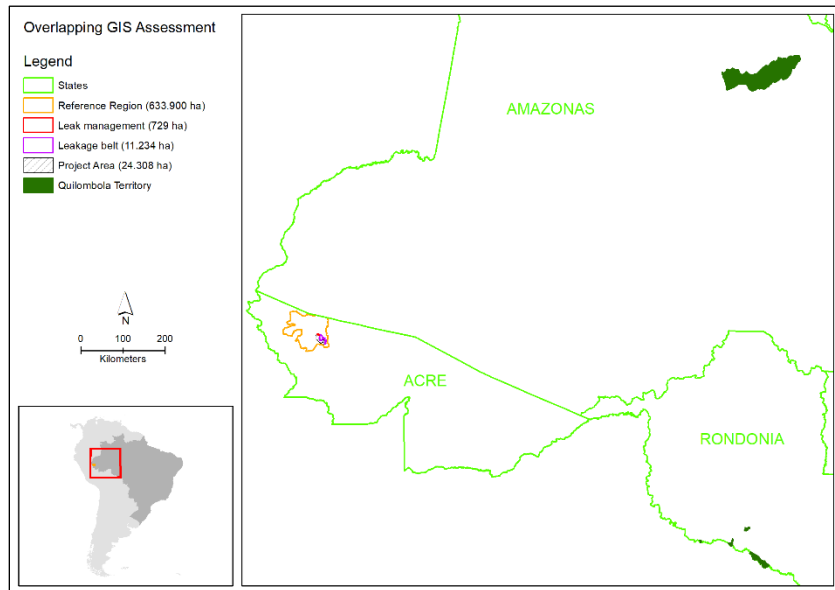 Overlapping GIS Assessment
Legend
States
Reference Region (633.900 ha)
Leak management (729 ha)
Leakage belt (11.234 ha)
Project Area (24.308 ha)
Quilombola Territory
N
0 100 200
Kilometers
AMAZONAS
ACRE
RONDONIA